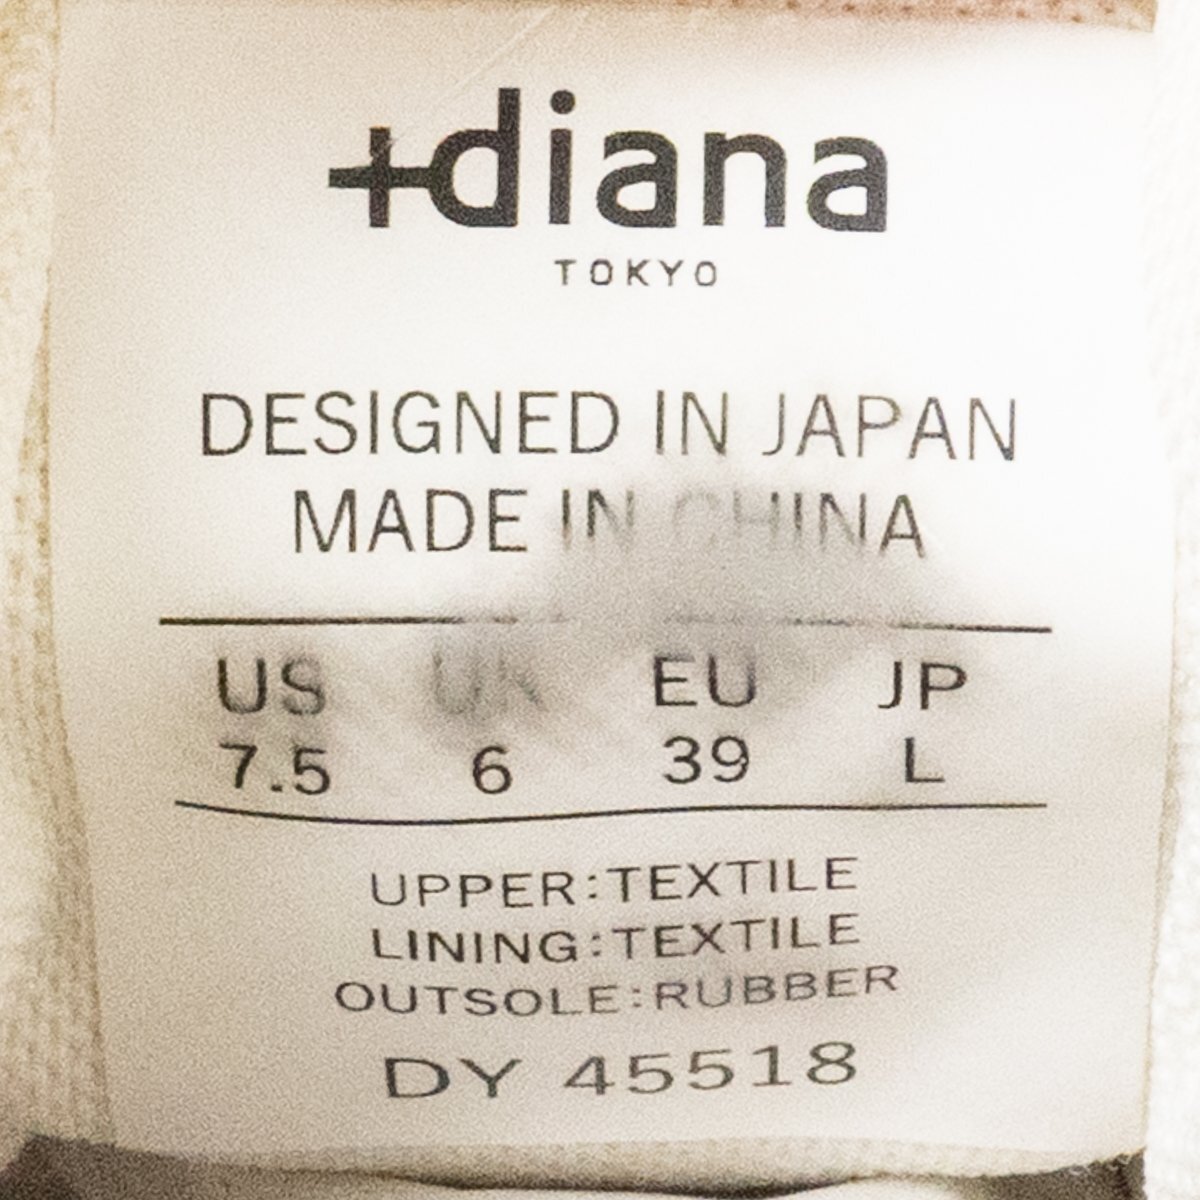 +diana
TOKYO
DESIGNED IN JAPAN
MADE IN CHINA
US UK EU JP
7.5 6 39 L
UPPER:TEXTILE
LINING:TEXTILE
OUTSOLE:RUBBER
DY 45518